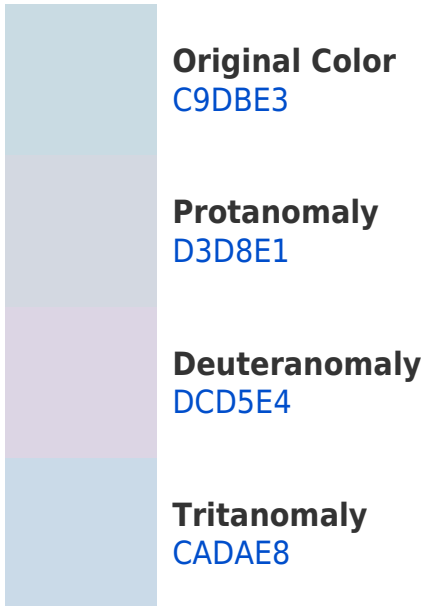 Original Color
C9DBE3
Protanomaly
D3D8E1
Deuteranomaly
DCD5E4
Tritanomaly
CADAE8